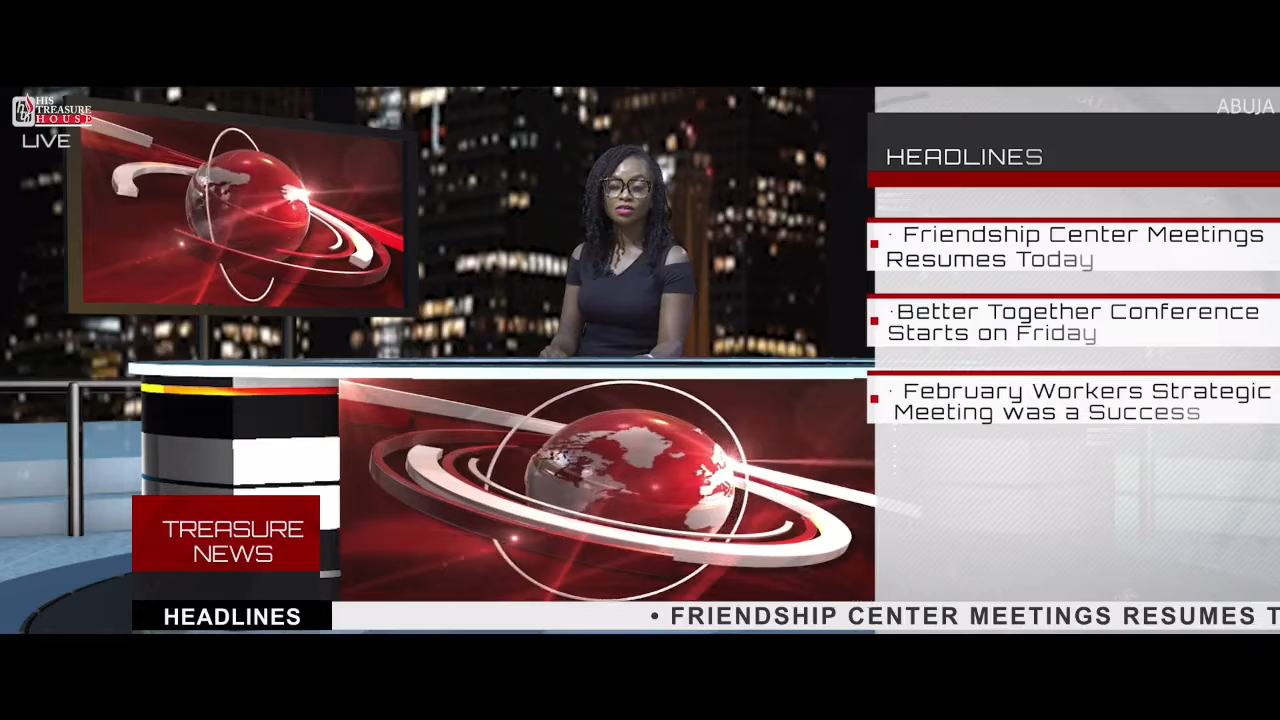 HIS
TREASURE
HOUSE
LIVE
ABUJA
HEADLINES
· Friendship Center Meetings
Resumes Today
·Better Together Conference
Starts on Friday
· February Workers Strategic
Meeting was a Success
TREASURE
NEWS
HEADLINES
• FRIENDSHIP CENTER MEETINGS RESUMES T